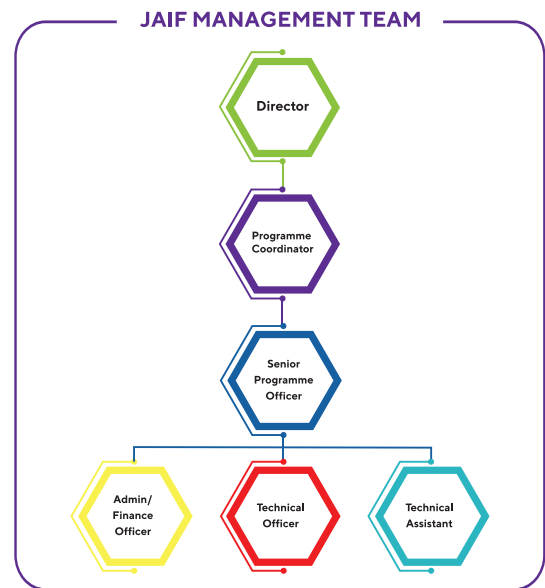 JAIF MANAGEMENT TEAM
Director
Programme
Coordinator
Senior
Programme
Officer
Admin/
Finance
Officer
Technical
Officer
Technical
Assistant